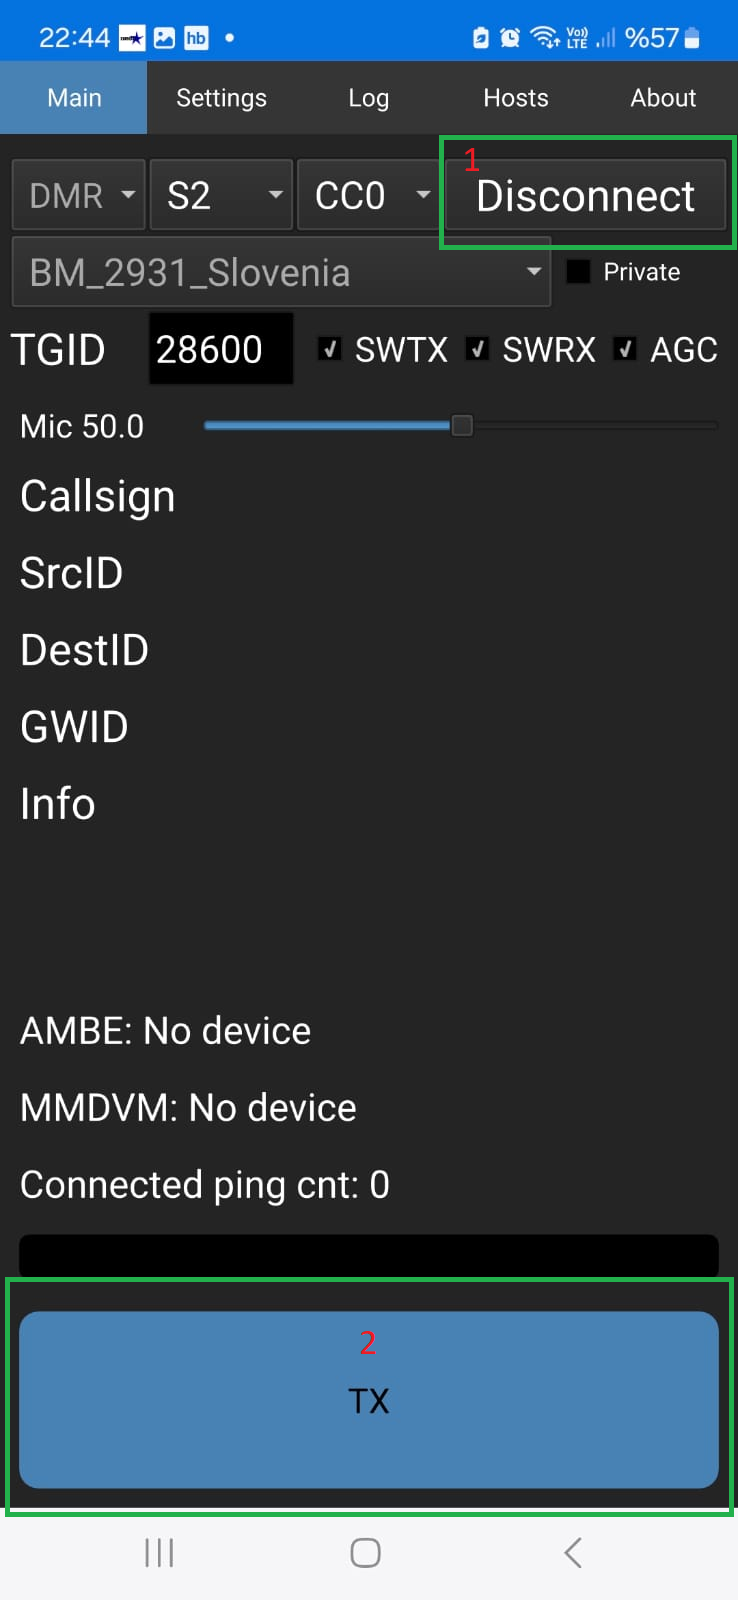 22:44 hb Vo)) LTE %57
Main Settings Log Hosts About
1
DMR S2 CC0 Disconnect
BM_2931_Slovenia Private
TGID 28600 SWTX SWRX AGC
Mic 50.0
Callsign
SrcID
DestID
GWID
Info
AMBE: No device
MMDVM: No device
Connected ping cnt: 0
2
TX